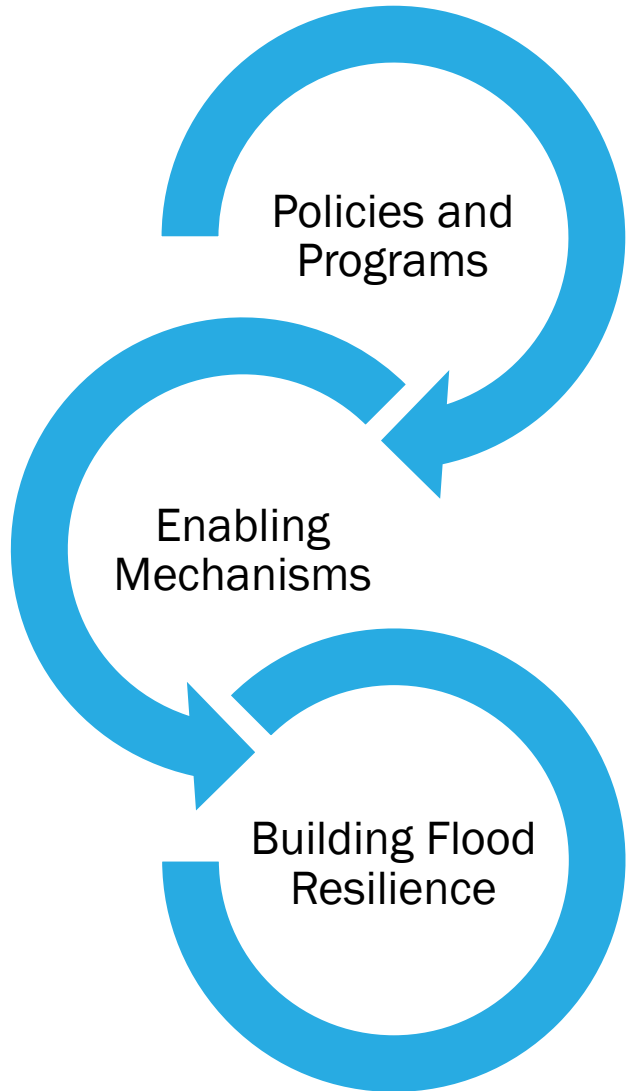 Policies and
Programs
Enabling
Mechanisms
Building Flood
Resilience